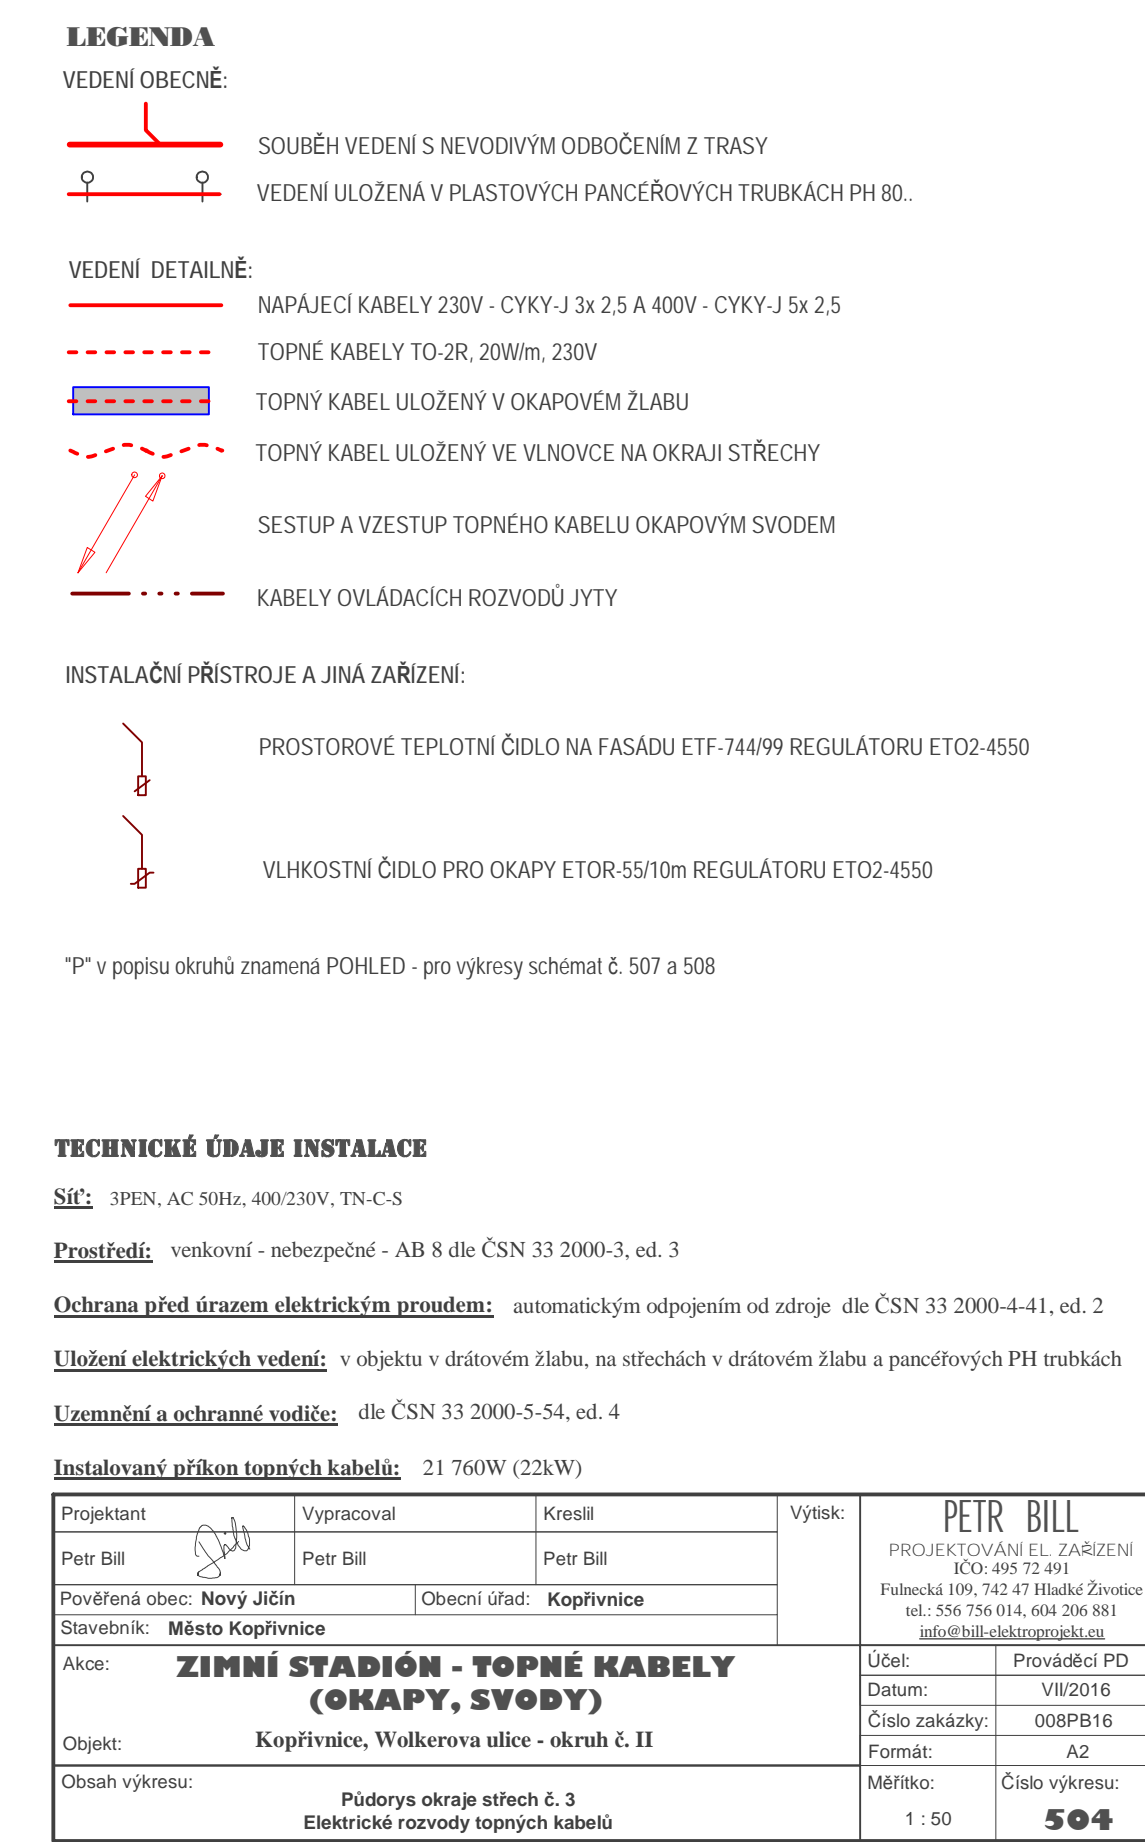 LEGENDA
VEDENÍ OBECNĚ:
SOUBĚH VEDENÍ S NEVODIVÝM ODBOČENÍM Z TRASY
VEDENÍ ULOŽENÁ V PLASTOVÝCH PANCÉŘOVÝCH TRUBKÁCH PH 80..
VEDENÍ DETAILNĚ:
NAPÁJECÍ KABELY 230V - CYKY-J 3x 2,5 A 400V - CYKY-J 5x 2,5
TOPNÉ KABELY TO-2R, 20W/m, 230V
TOPNÝ KABEL ULOŽENÝ V OKAPOVÉM ŽLABU
TOPNÝ KABEL ULOŽENÝ VE VLNOVCE NA OKRAJI STŘECHY
SESTUP A VZESTUP TOPNÉHO KABELU OKAPOVÝM SVODEM
KABELY OVLÁDACÍCH ROZVODŮ JYTY
INSTALAČNÍ PŘÍSTROJE A JINÁ ZAŘÍZENÍ:
PROSTOROVÉ TEPLOTNÍ ČIDLO NA FASÁDU ETF-744/99 REGULÁTORU ETO2-4550
VLHKOSTNÍ ČIDLO PRO OKAPY ETOR-55/10m REGULÁTORU ETO2-4550
"P" v popisu okruhů znamená POHLED - pro výkresy schémat č. 507 a 508
TECHNICKÉ ÚDAJE INSTALACE
Síť: 3PEN, AC 50Hz, 400/230V, TN-C-S
Prostředí: venkovní - nebezpečné - AB 8 dle ČSN 33 2000-3, ed. 3
Ochrana před úrazem elektrickým proudem: automatickým odpojením od zdroje dle ČSN 33 2000-4-41, ed. 2
Uložení elektrických vedení: v objektu v drátovém žlabu, na střechách v drátovém žlabu a pancéřových PH trubkách
Uzemnění a ochranné vodiče: dle ČSN 33 2000-5-54, ed. 4
Instalovaný příkon topných kabelů: 21 760W (22kW)
Projektant Vypracoval Kreslil Výtisk:
Petr Bill Petr Bill Petr Bill
Pověřená obec: Nový Jičín Obecní úřad: Kopřivnice
Stavebník: Město Kopřivnice
PETR BILL
PROJEKTOVÁNÍ EL. ZAŘÍZENÍ
IČO: 495 72 491
Fulnecká 109, 742 47 Hladké Životice
tel.: 556 756 014, 604 206 881
info@bill-elektroprojekt.eu
Akce: ZIMNÍ STADIÓN - TOPNÉ KABELY
(OKAPY, SVODY)
Objekt: Kopřivnice, Wolkerova ulice - okruh č. II
Účel: Prováděcí PD
Datum: VII/2016
Číslo zakázky: 008PB16
Formát: A2
Obsah výkresu:
Půdorys okraje střech č. 3
Elektrické rozvody topných kabelů
Měřítko: Číslo výkresu:
1 : 50 504